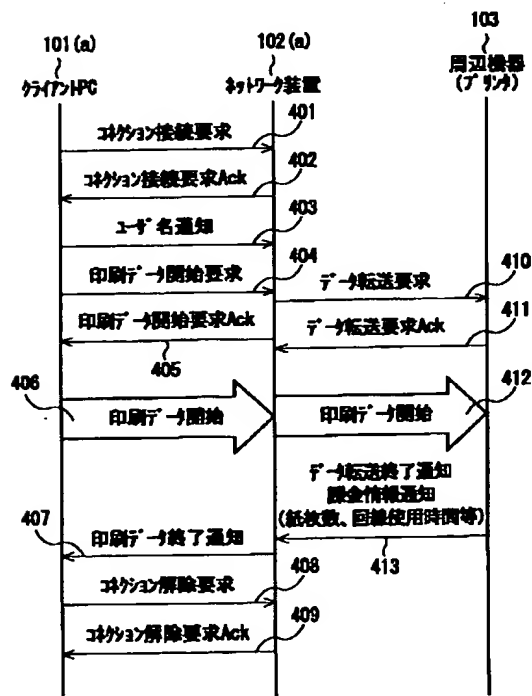 101(a)
クライアントPC
102(a)
ネットワーク装置
103
周辺機器
(プリンタ)
コネクション接続要求
401
コネクション接続要求Ack
402
ユーザ名通知
403
印刷データ開始要求
404
データ転送要求
410
印刷データ開始要求Ack
405
データ転送要求Ack
411
406
印刷データ開始
印刷データ開始
412
データ転送終了通知
課金情報通知
(紙枚数、回線使用時間等)
413
407
印刷データ終了通知
コネクション解除要求
408
コネクション解除要求Ack
409